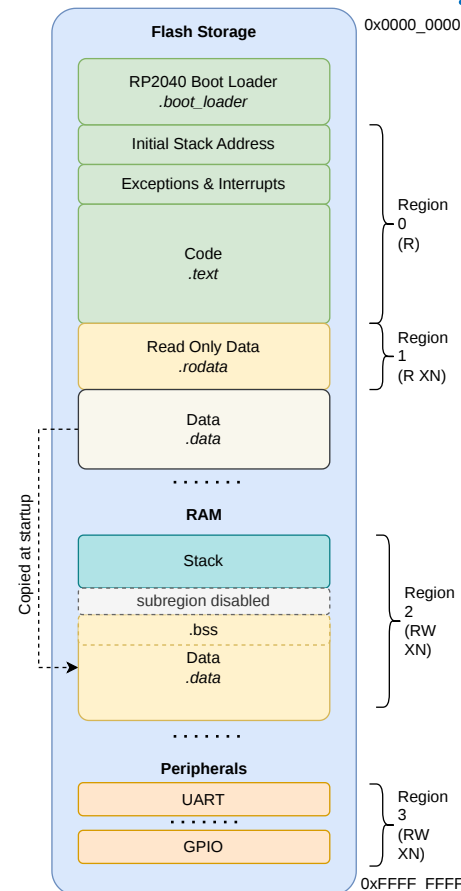 Flash Storage
0x0000_0000
RP2040 Boot Loader
.boot_loader
Initial Stack Address
Exceptions & Interrupts
Code
.text
Region
0
(R)
Read Only Data
.rodata
Region
1
(R XN)
Data
.data
. . . . . . .
Copied at startup
RAM
Stack
subregion disabled
.bss
Data
.data
Region
2
(RW
XN)
. . . . . . .
Peripherals
UART
. . . . . . .
GPIO
Region
3
(RW
XN)
0xFFFF_FFFF